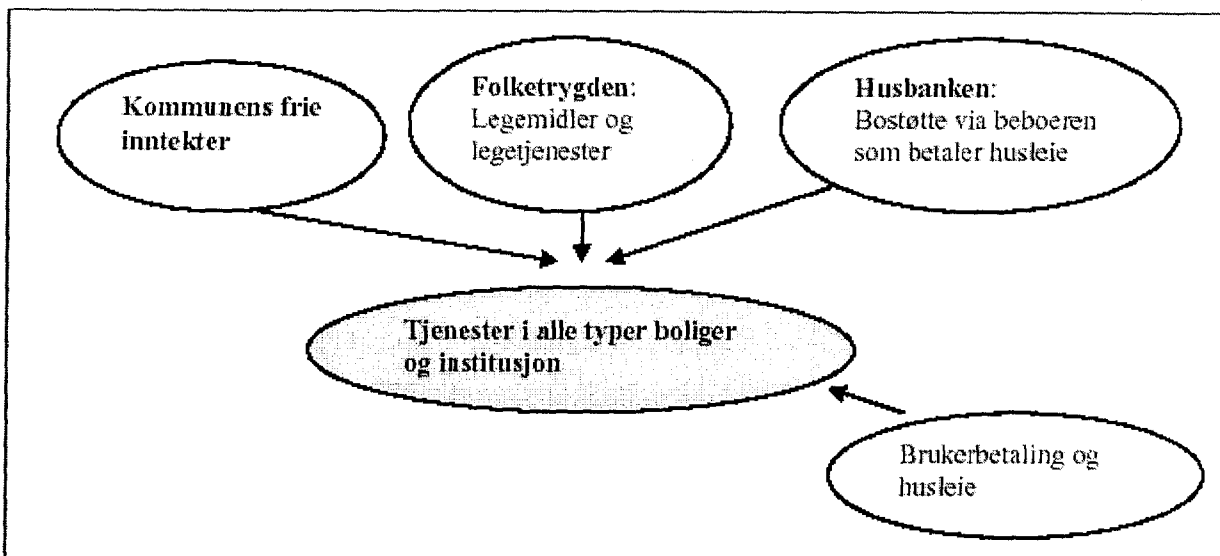 Kommunens frie
inntekter
Folketrygden:
Legemidler og
legetjenester
Husbanken:
Bostøtte via beboeren
som betaler husleie
Tjenester i alle typer boliger
og institusjon
Brukerbetaling og
husleie